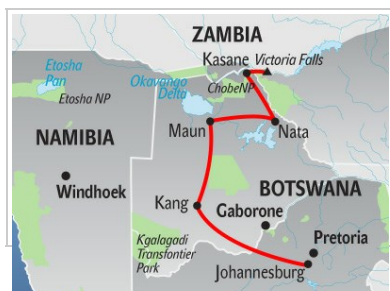 ZAMBIA
Kasane
Victoria Falls
Etosha
Pan
Okavango
Delta
ChobeNP
Etosha NP
Maun
Nata
NAMIBIA
Windhoek
BOTSWANA
Kang
Gaborone
Kgalagadi
Transfontier
Park
Pretoria
Johannesburg